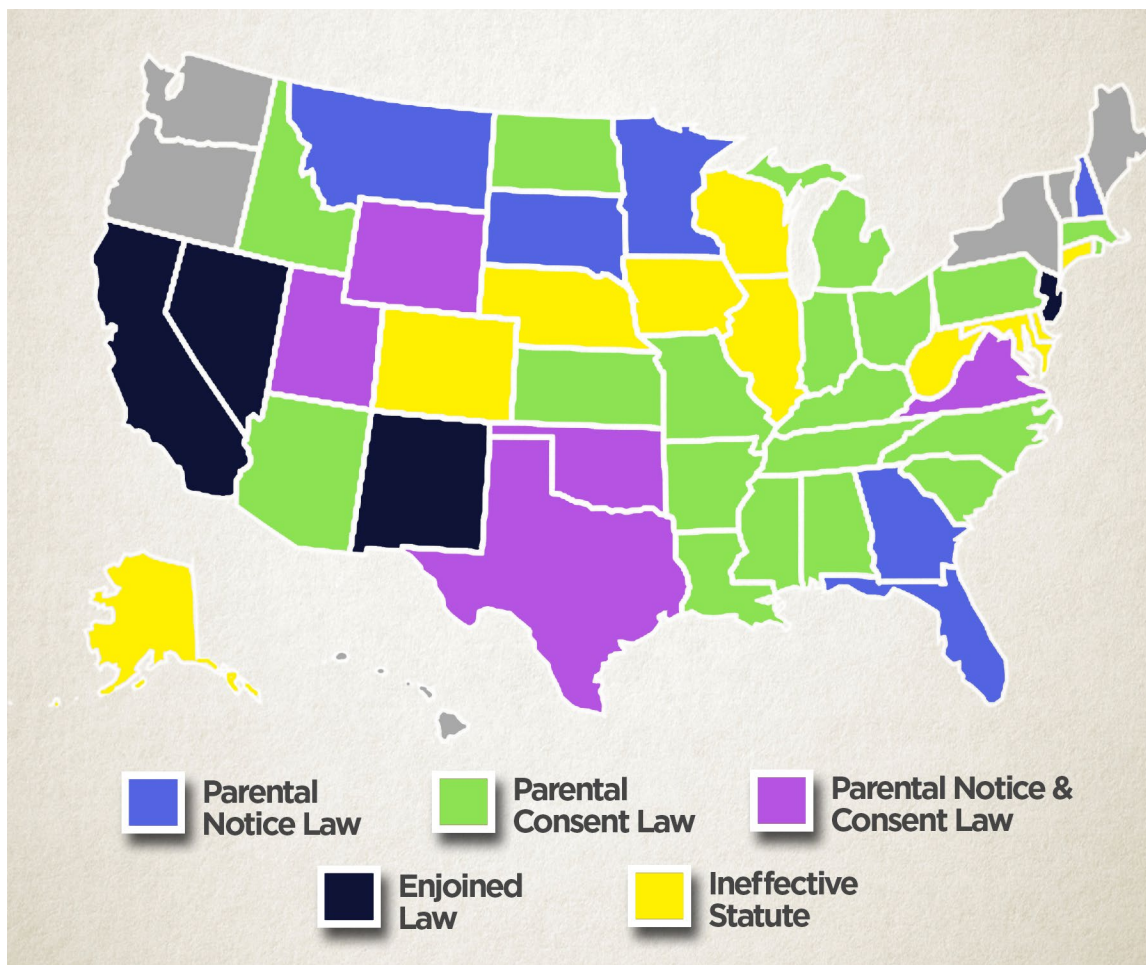 Parental
Notice Law
Parental
Consent Law
Parental Notice &
Consent Law
Enjoined
Law
Ineffective
Statute